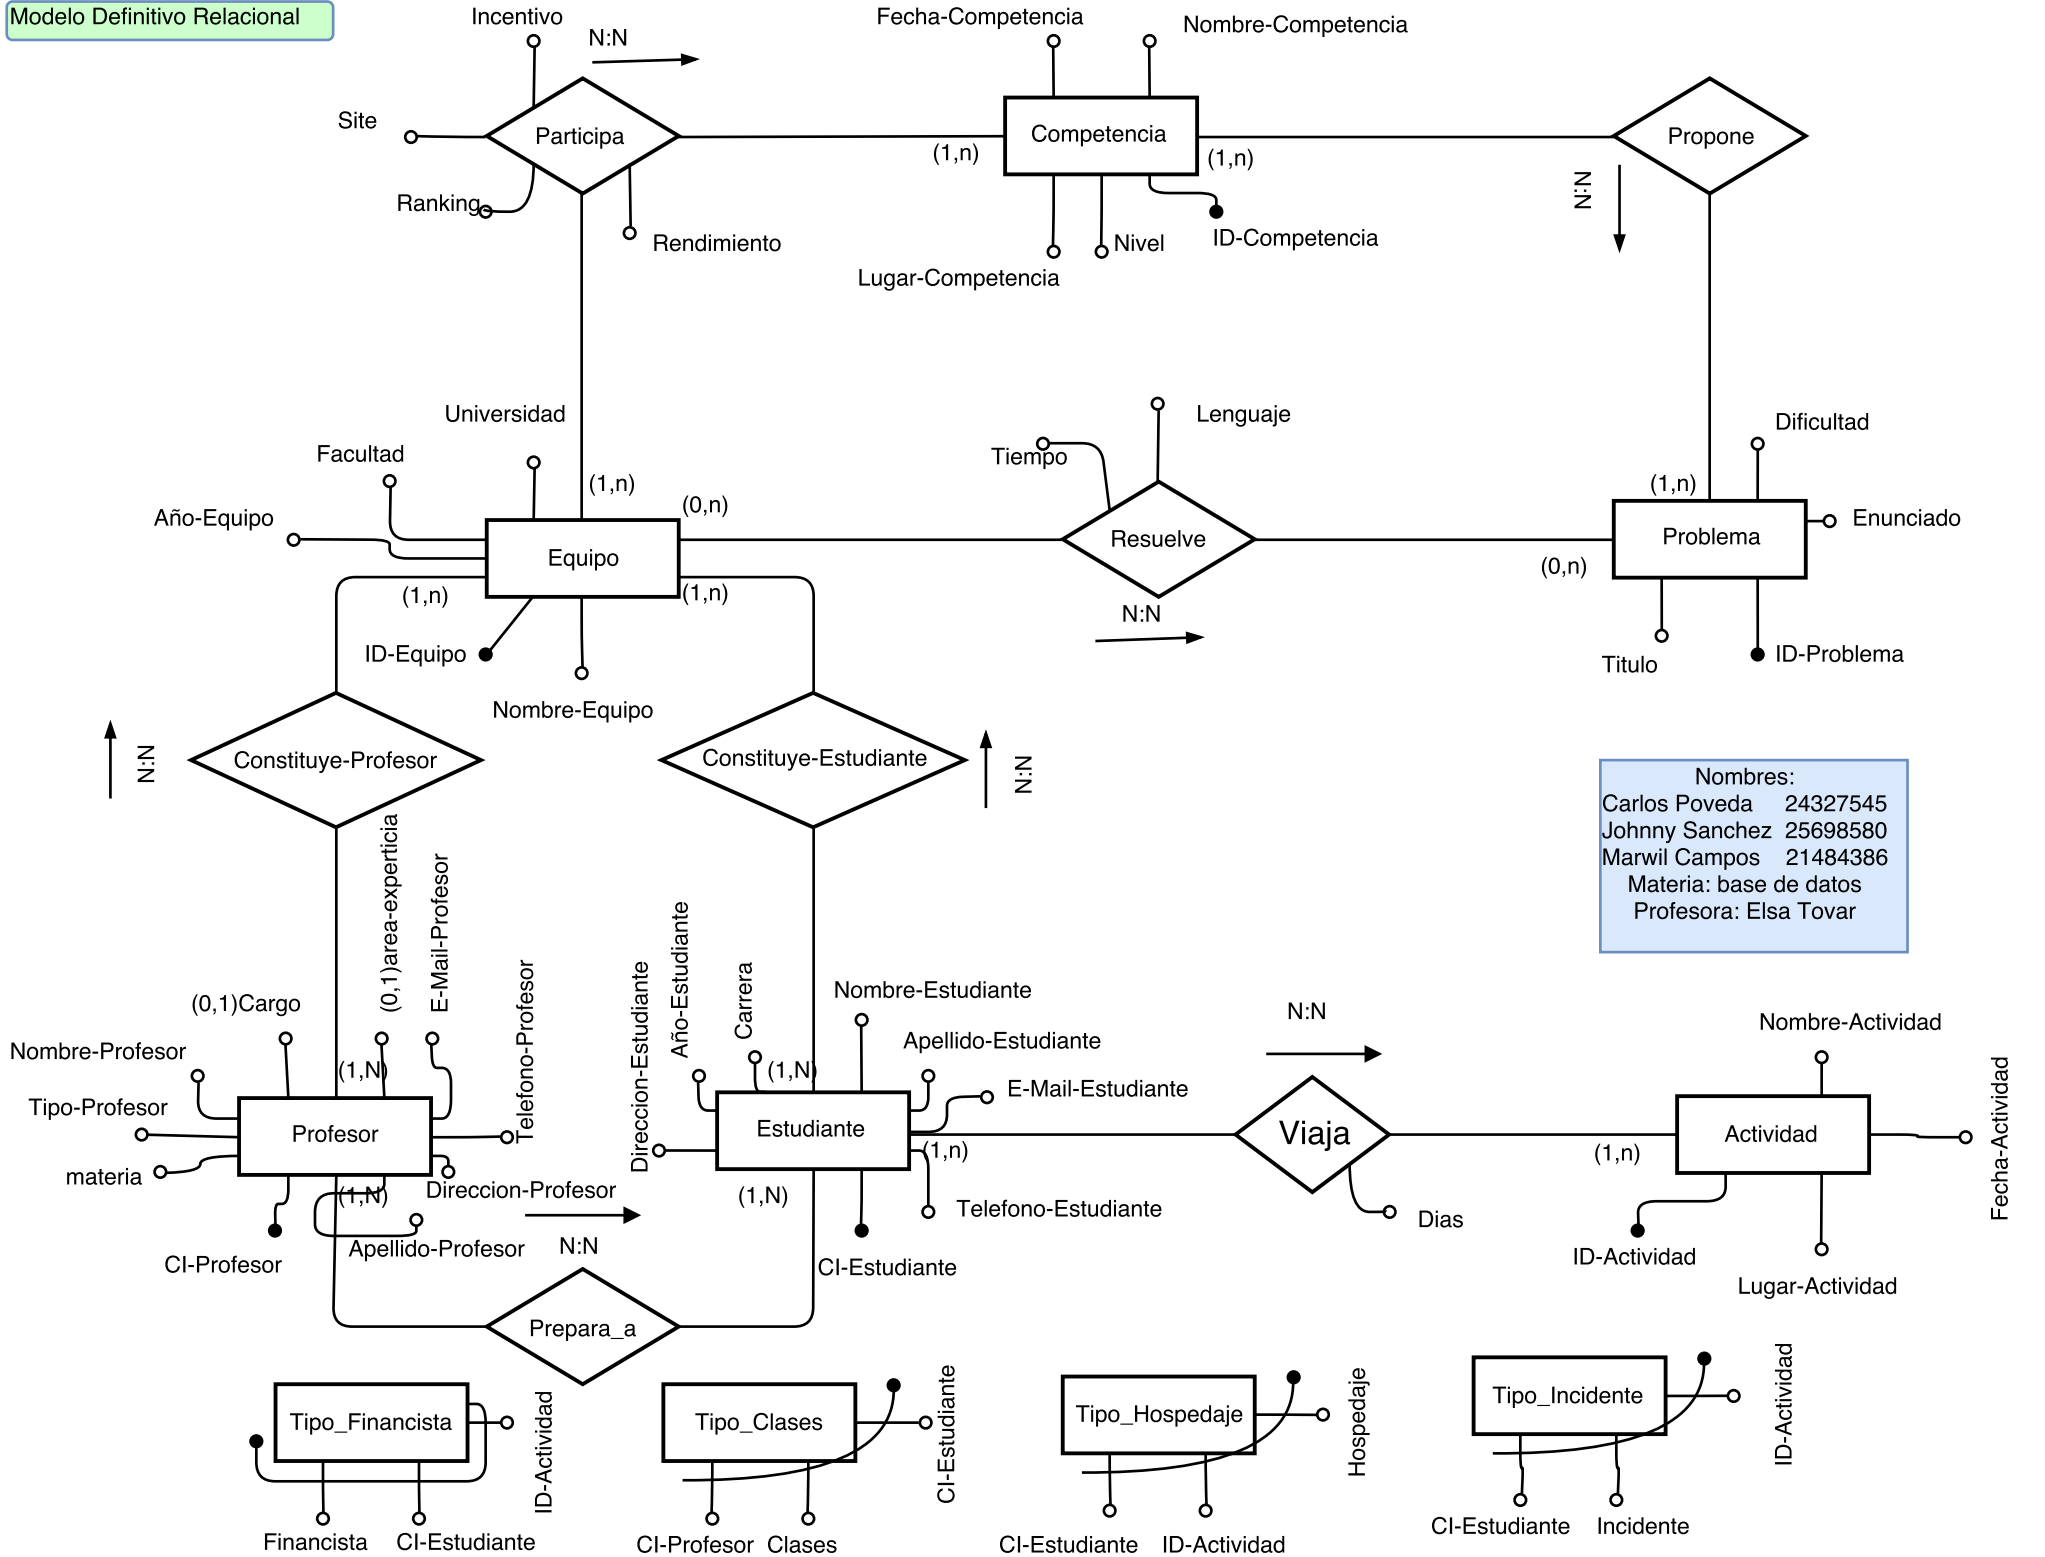 Modelo Definitivo Relacional
Incentivo
N:N
Fecha-Competencia
Nombre-Competencia
Site
Participa
Competencia
Propone
(1,n)
(1,n)
N:N
Ranking
Rendimiento
Nivel
ID-Competencia
Lugar-Competencia
Universidad
Lenguaje
Dificultad
Facultad
Tiempo
(1,n)
(0,n)
(1,n)
Año-Equipo
Enunciado
Equipo
Resuelve
Problema
(1,n)
(1,n)
(0,n)
N:N
ID-Equipo
Titulo
ID-Problema
Nombre-Equipo
N:N
Constituye-Profesor
Constituye-Estudiante
N:N
Nombres:
Carlos Poveda 24327545
Johnny Sanchez 25698580
Marwil Campos 21484386
Materia: base de datos
Profesora: Elsa Tovar
(0,1)area-experticia
E-Mail-Profesor
Telefono-Profesor
Direccion-Estudiante
Año-Estudiante
Carrera
(0,1)Cargo
Nombre-Estudiante
N:N
Nombre-Actividad
Nombre-Profesor
(1,N)
(1,N)
Apellido-Estudiante
E-Mail-Estudiante
Tipo-Profesor
Profesor
Estudiante
Viaja
Actividad
Fecha-Actividad
(1,n)
(1,n)
materia
(1,N)
Direccion-Profesor
(1,N)
Telefono-Estudiante
Dias
CI-Profesor
Apellido-Profesor
N:N
CI-Estudiante
ID-Actividad
Lugar-Actividad
Prepara_a
Tipo_Financista
ID-Actividad
Tipo_Clases
CI-Estudiante
Tipo_Hospedaje
Hospedaje
Tipo_Incidente
ID-Actividad
Financista
CI-Estudiante
CI-Profesor
Clases
CI-Estudiante
ID-Actividad
CI-Estudiante
Incidente